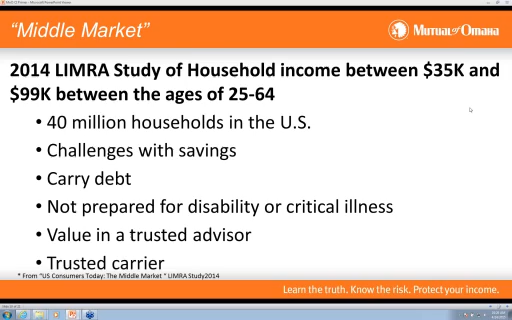 "Middle Market"
Mutual of Omaha
2014 LIMRA Study of Household income between $35K and
$99K between the ages of 25-64
• 40 million households in the U.S.
• Challenges with savings
• Carry debt
• Not prepared for disability or critical illness
• Value in a trusted advisor
• Trusted carrier
* From "US Consumers Today: The Middle Market " LIMRA Study2014
Learn the truth. Know the risk. Protect your income.